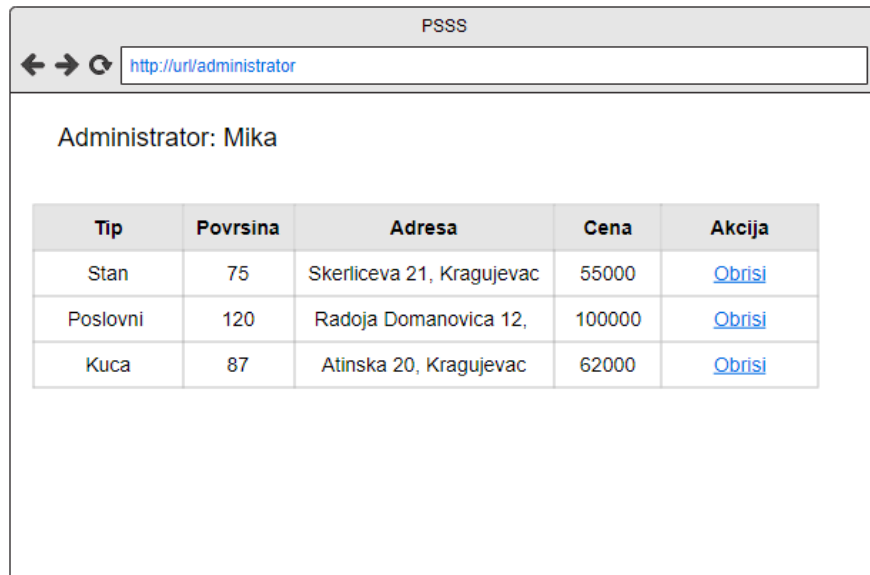 PSSS
http://url/administrator
Administrator: Mika
Tip Povrsina Adresa Cena Akcija
Stan 75 Skerliceva 21, Kragujevac 55000 Obrisi
Poslovni 120 Radoja Domanovica 12, 100000 Obrisi
Kuca 87 Atinska 20, Kragujevac 62000 Obrisi